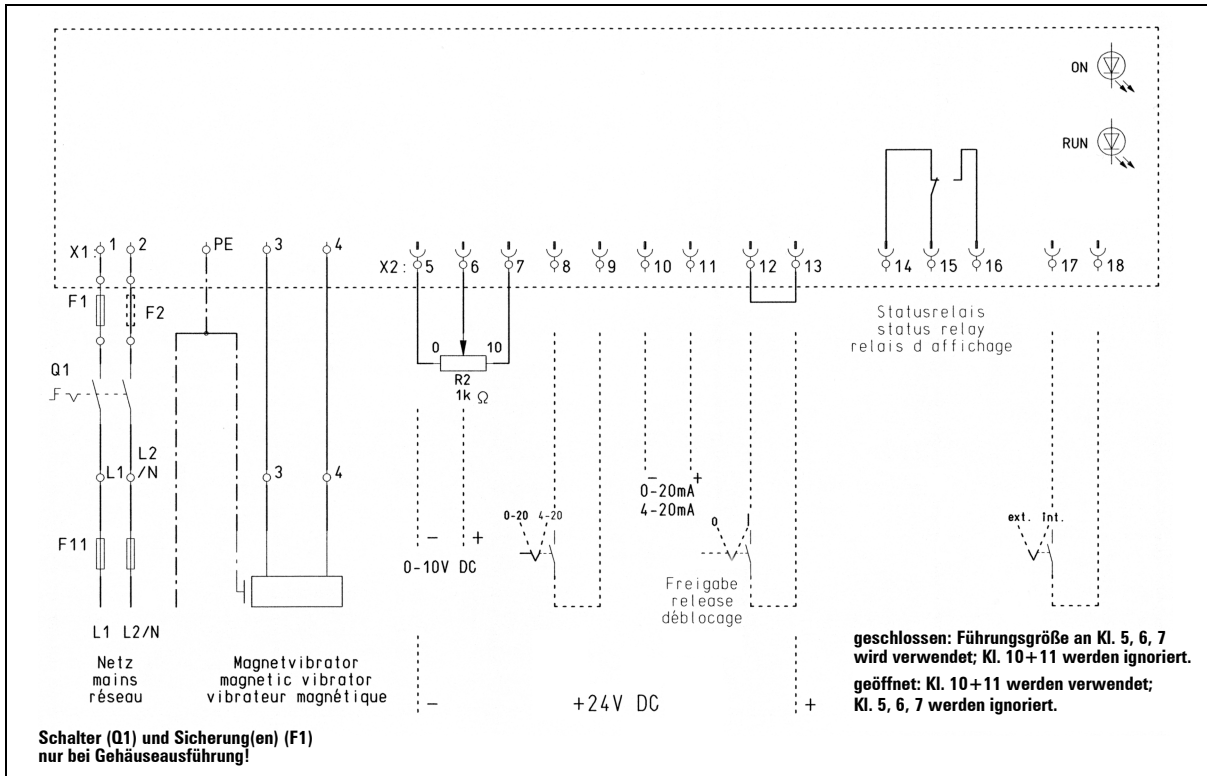 ON
RUN
X1: 1 2 PE 3 4
X2: 5 6 7 8 9 10 11 12 13 14 15 16 17 18
F1
F2
Statusrelais
status relay
relais d affichage
0 10
R2
1k Ω
Q1
L2
L1 /N
3 4
F11
- +
0-10V DC
0-20 4-20
- +
0-20mA
4-20mA
0 I
Freigabe
release
déblocage
ext. int.
L1 L2/N
Netz
mains
réseau
Magnetvibrator
magnetic vibrator
vibrateur magnétique
- +24V DC +
geschlossen: Führungsgröße an Kl. 5, 6, 7
wird verwendet; Kl. 10+11 werden ignoriert.
geöffnet: Kl. 10+11 werden verwendet;
Kl. 5, 6, 7 werden ignoriert.
Schalter (Q1) und Sicherung(en) (F1)
nur bei Gehäuseausführung!